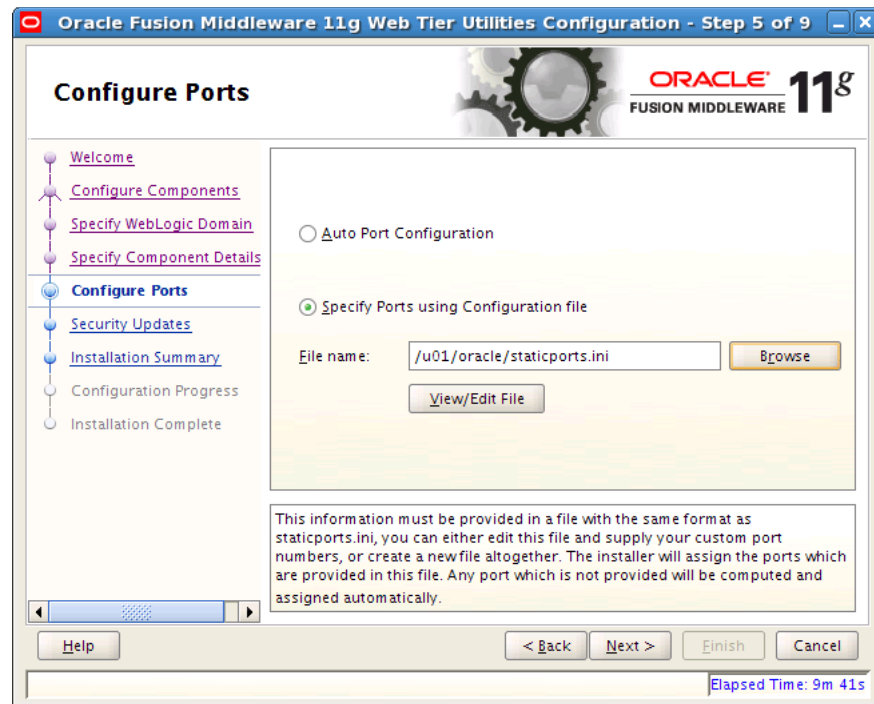 Oracle Fusion Middleware 11g Web Tier Utilities Configuration - Step 5 of 9
Configure Ports
ORACLE
FUSION MIDDLEWARE
11g
Welcome
Configure Components
Specify WebLogic Domain
Specify Component Details
Configure Ports
Security Updates
Installation Summary
Configuration Progress
Installation Complete
Auto Port Configuration
Specify Ports using Configuration file
File name:
/u01/oracle/staticports.ini
Browse
View/Edit File
This information must be provided in a file with the same format as
staticports.ini, you can either edit this file and supply your custom port
numbers, or create a new file altogether. The installer will assign the ports which
are provided in this file. Any port which is not provided will be computed and
assigned automatically.
Help
< Back
Next >
Finish
Cancel
Elapsed Time: 9m 41s